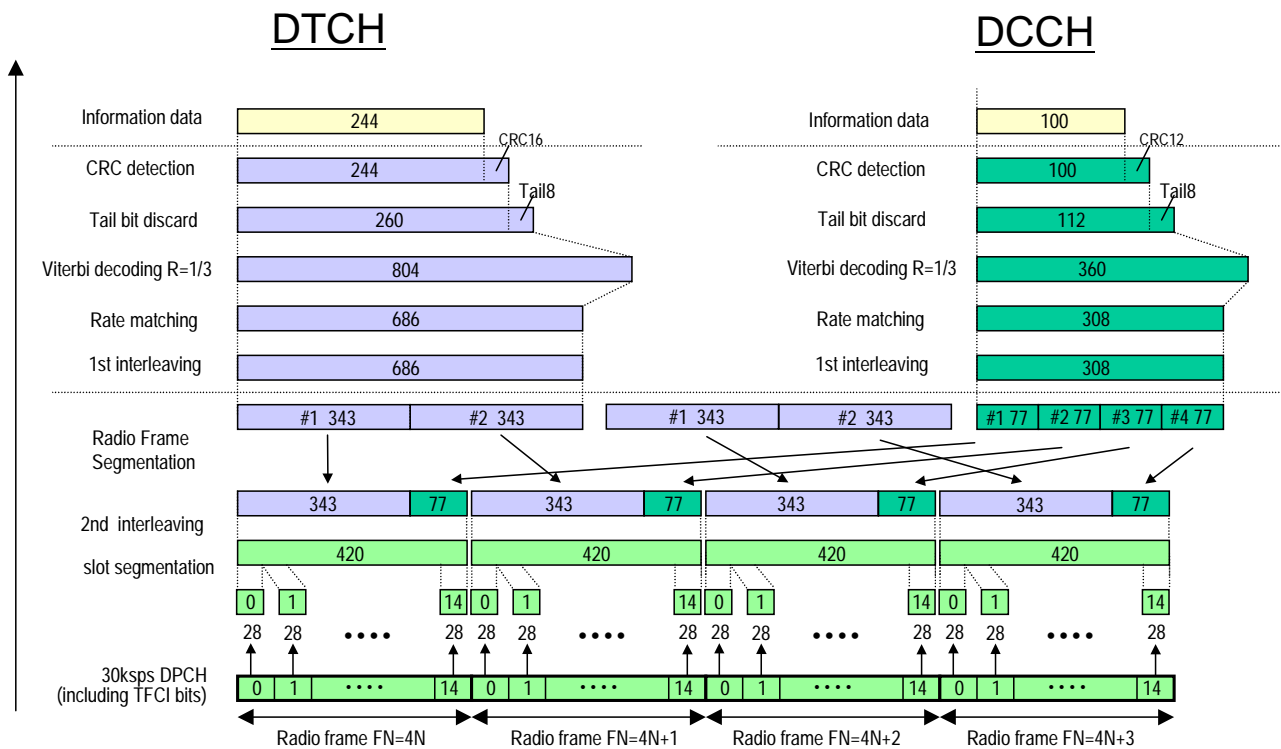 DTCH DCCH
Information data 244 Information data 100
CRC16 CRC12
CRC detection 244 CRC detection 100
Tail8 Tail8
Tail bit discard 260 Tail bit discard 112
Viterbi decoding R=1/3 804 Viterbi decoding R=1/3 360
Rate matching 686 Rate matching 308
1st interleaving 686 1st interleaving 308
#1 343 #2 343 #1 343 #2 343 #1 77 #2 77 #3 77 #4 77
Radio Frame
Segmentation
343 77 343 77 343 77 343 77
2nd interleaving
420 420 420 420
slot segmentation
0 1 14 0 1 14 0 1 14 0 1 14
28 28 •••• 28 28 28 •••• 28 28 28 •••• 28 28 28 •••• 28
30ksps DPCH
(including TFCI bits)
0 1 •••• 14 0 1 •••• 14 0 1 •••• 14 0 1 •••• 14
Radio frame FN=4N Radio frame FN=4N+1 Radio frame FN=4N+2 Radio frame FN=4N+3